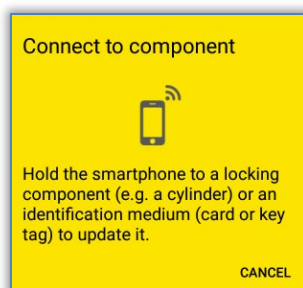 Connect to component
Hold the smartphone to a locking
component (e.g. a cylinder) or an
identification medium (card or key
tag) to update it.
CANCEL